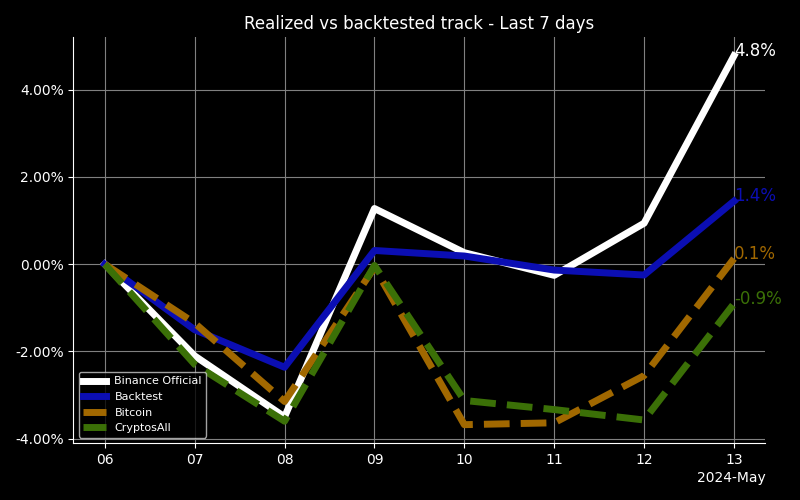 Realized vs backtested track - Last 7 days
4.8%
4.00%
2.00%
1.4%
0.1%
0.00%
-0.9%
-2.00%
Binance Official
Backtest
Bitcoin
CryptosAll
-4.00%
06 07 08 09 10 11 12 13
2024-May